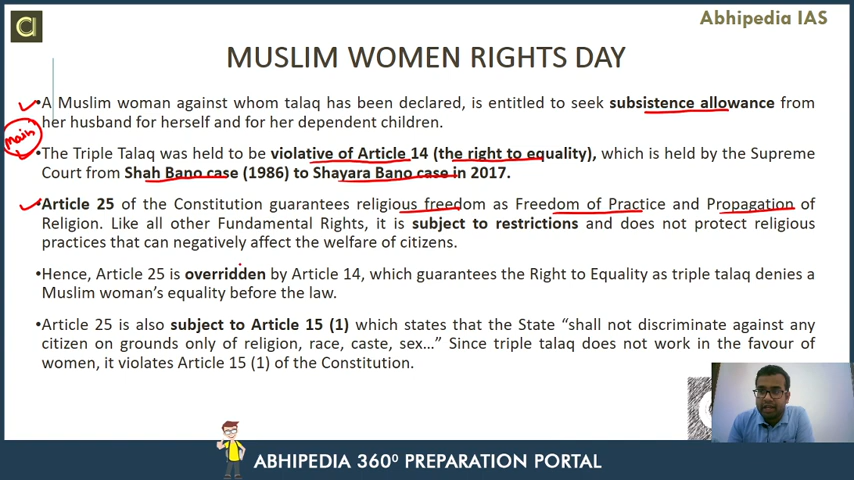 Abhipedia IAS
MUSLIM WOMEN RIGHTS DAY
•A Muslim woman against whom talaq has been declared, is entitled to seek subsistence allowance from
her husband for herself and for her dependent children.
main
•The Triple Talaq was held to be violative of Article 14 (the right to equality), which is held by the Supreme
Court from Shah Bano case (1986) to Shayara Bano case in 2017.
•Article 25 of the Constitution guarantees religious freedom as Freedom of Practice and Propagation of
Religion. Like all other Fundamental Rights, it is subject to restrictions and does not protect religious
practices that can negatively affect the welfare of citizens.
•Hence, Article 25 is overridden by Article 14, which guarantees the Right to Equality as triple talaq denies a
Muslim woman's equality before the law.
•Article 25 is also subject to Article 15 (1) which states that the State “shall not discriminate against any
citizen on grounds only of religion, race, caste, sex...” Since triple talaq does not work in the favour of
women, it violates Article 15 (1) of the Constitution.
ABHIPEDIA 360⁰ PREPARATION PORTAL